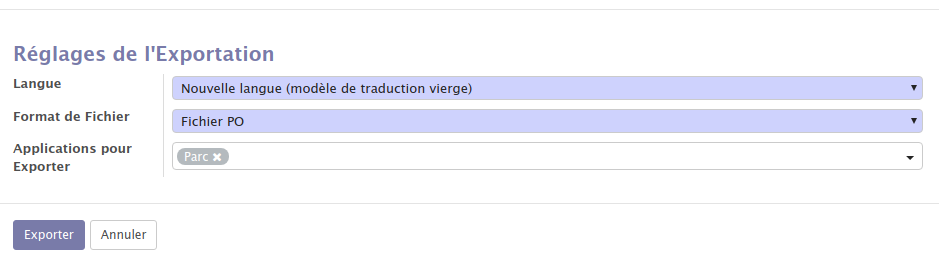 Réglages de l'Exportation
Langue
Nouvelle langue (modèle de traduction vierge)
Format de Fichier
Fichier PO
Applications pour
Exporter
Parc ✖
Exporter
Annuler